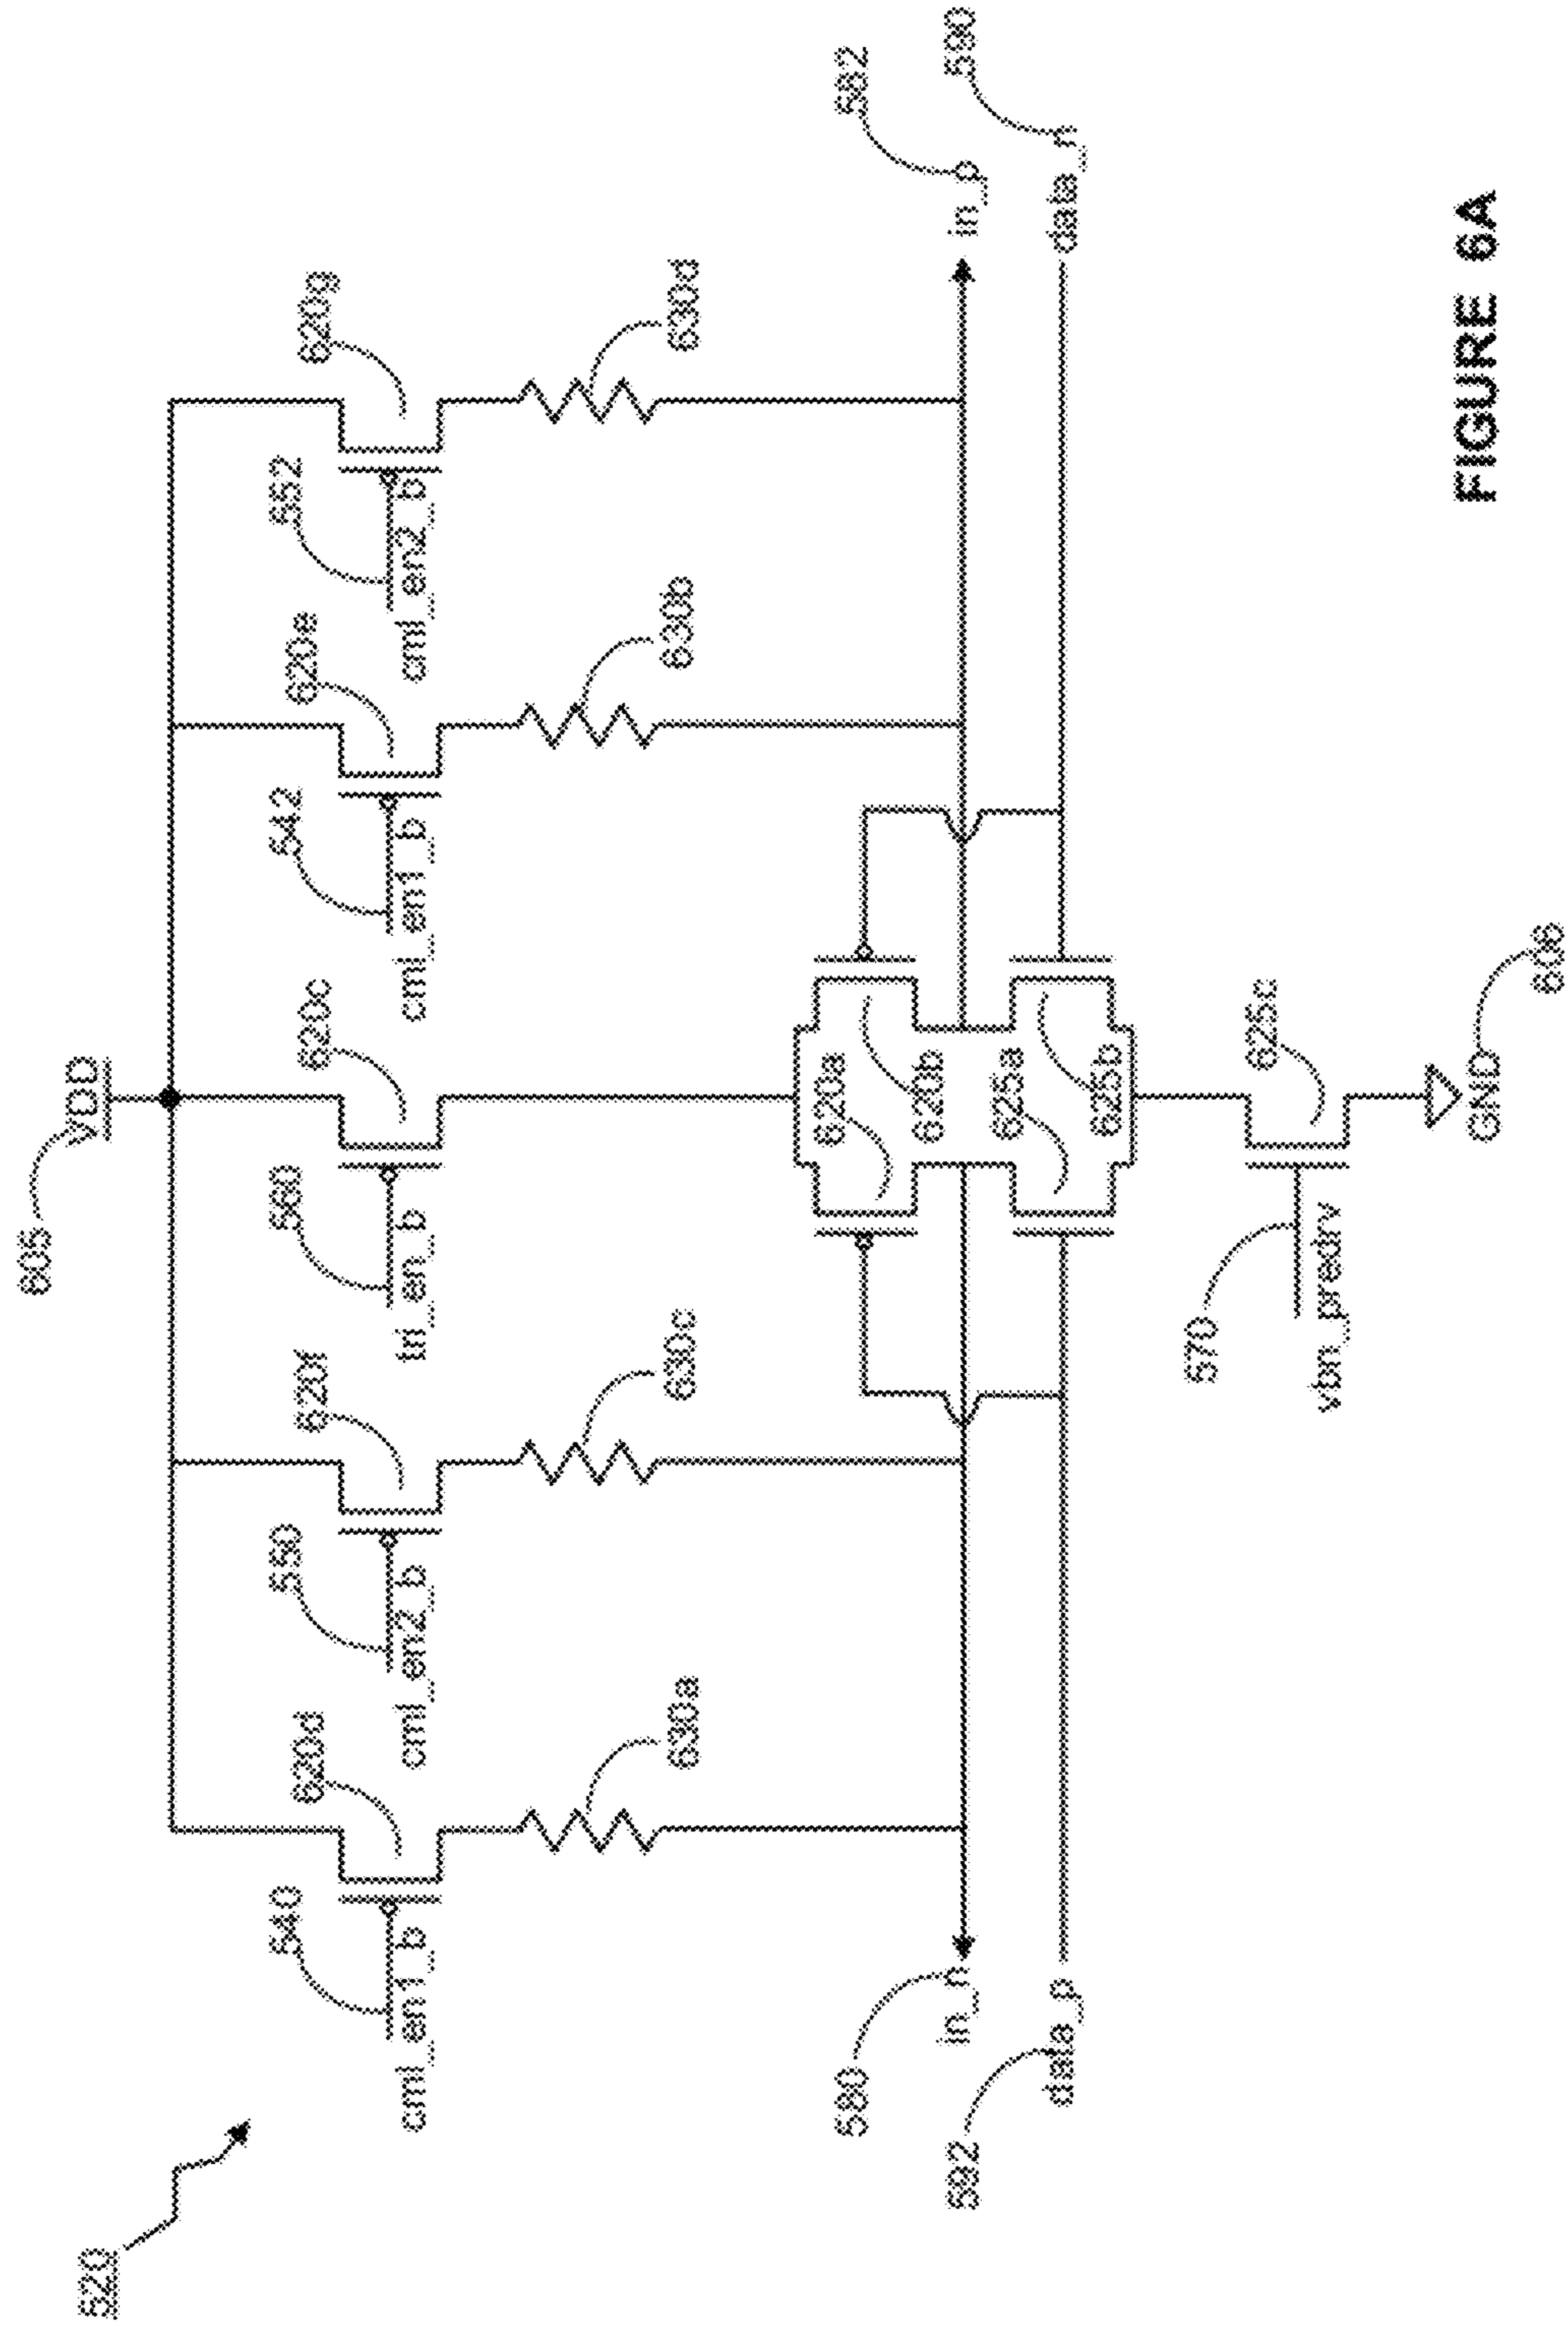 520
605
VDD
540
cml_en1_b
620d
630a
550
cml_en2_b
620f
630c
560
tri_en_b
620c
542
cml_en1_b
620e
630b
552
cml_en2_b
620g
630d
580
in_n
592
data_p
620a
620b
625a
625b
582
in_p
590
data_n
570
vbn_predrv
625c
GND
606
FIGURE 6A